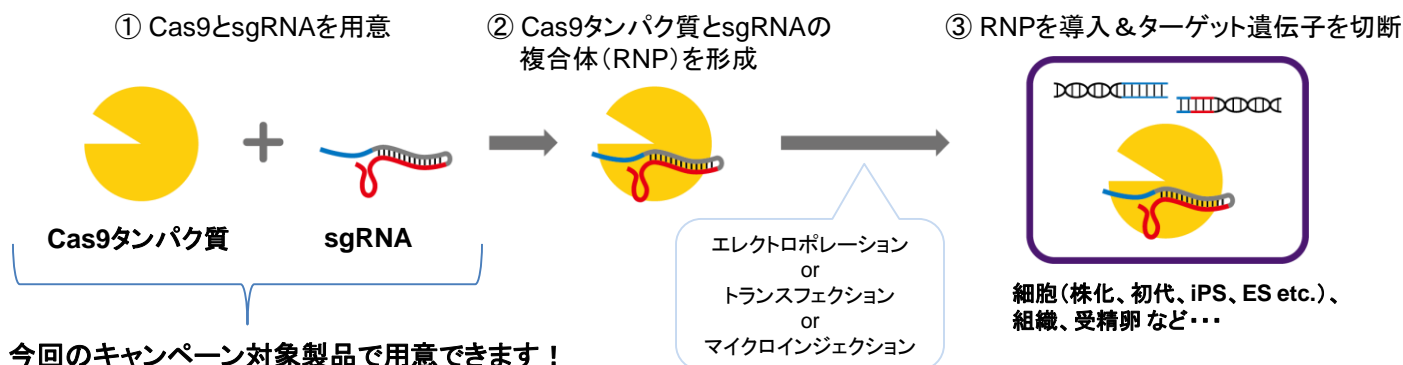 ① Cas9とsgRNAを用意
② Cas9タンパク質とsgRNAの
複合体（RNP）を形成
③ RNPを導入＆ターゲット遺伝子を切断
Cas9タンパク質
sgRNA
エレクトロポレーション
or
トランスフェクション
or
マイクロインジェクション
細胞（株化、初代、iPS、ES etc.）、
組織、受精卵 など・・・
今回のキャンペーン対象製品で用意できます！